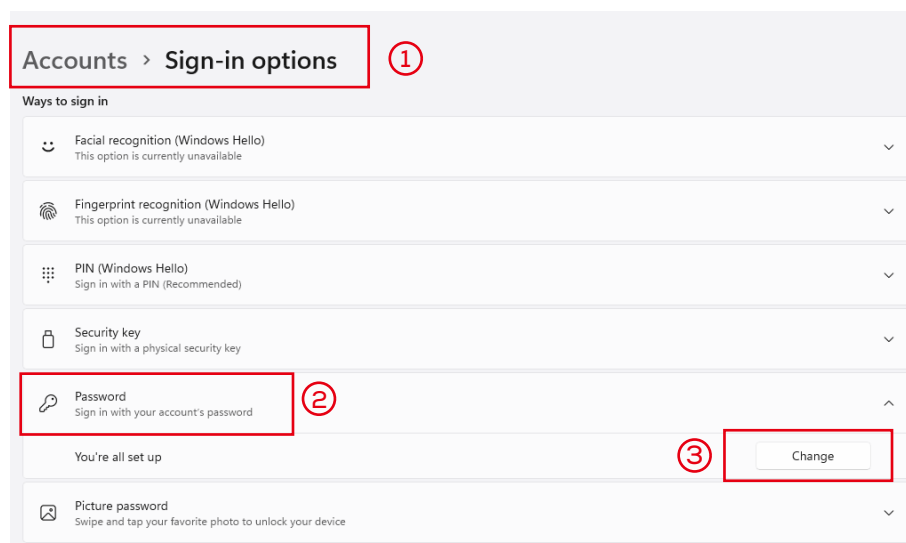 Accounts > Sign-in options ①
Ways to sign in
Facial recognition (Windows Hello)
This option is currently unavailable
Fingerprint recognition (Windows Hello)
This option is currently unavailable
PIN (Windows Hello)
Sign in with a PIN (Recommended)
Security key
Sign in with a physical security key
Password
Sign in with your account's password
②
You're all set up
③
Change
Picture password
Swipe and tap your favorite photo to unlock your device